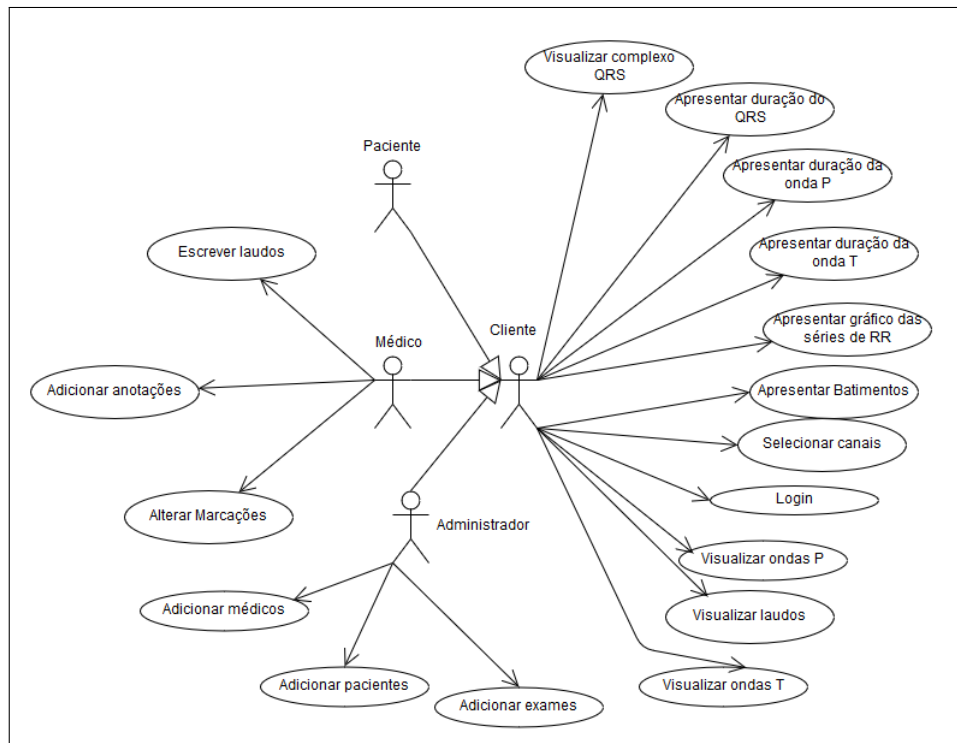 Visualizar complexo
QRS
Apresentar duração do
QRS
Paciente
Apresentar duração da
onda P
Escrever laudos
Apresentar duração da
onda T
Apresentar gráfico das
séries de RR
Cliente
Médico
Adicionar anotações
Apresentar Batimentos
Selecionar canais
Login
Alterar Marcações
Administrador
Visualizar ondas P
Adicionar médicos
Visualizar laudos
Adicionar pacientes
Visualizar ondas T
Adicionar exames